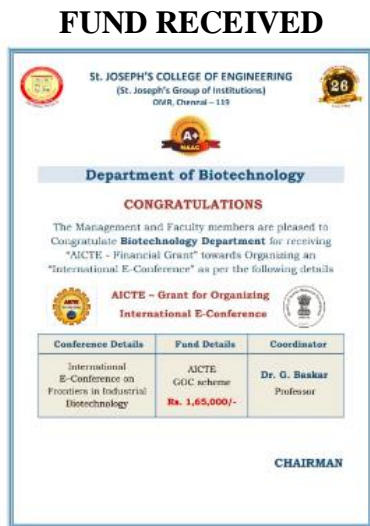 FUND RECEIVED
St. JOSEPH'S COLLEGE OF ENGINEERING
(St. Joseph's Group of Institutions)
OMR, Chennai – 119
26
A+
NAAC
Department of Biotechnology
CONGRATULATIONS
The Management and Faculty members are pleased to
Congratulate Biotechnology Department for receiving
"AICTE - Financial Grant" towards Organizing an
"International E-Conference" as per the following details
AICTE – Grant for Organizing
International E-Conference
Conference Details
Fund Details
Coordinator
International
E-Conference on
Frontiers in Industrial
Biotechnology
AICTE
GOC scheme
Rs. 1,65,000/-
Dr. G. Baskar
Professor
CHAIRMAN